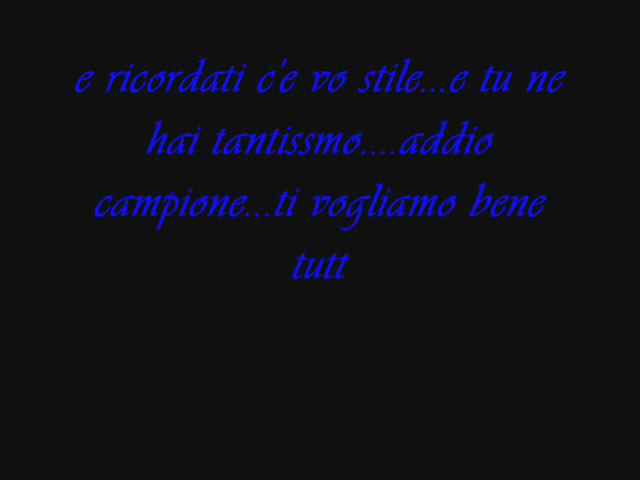 e ricordati c'e vo stile...e tu ne
hai tantissmo....addio
campione...ti vogliamo bene
tutt